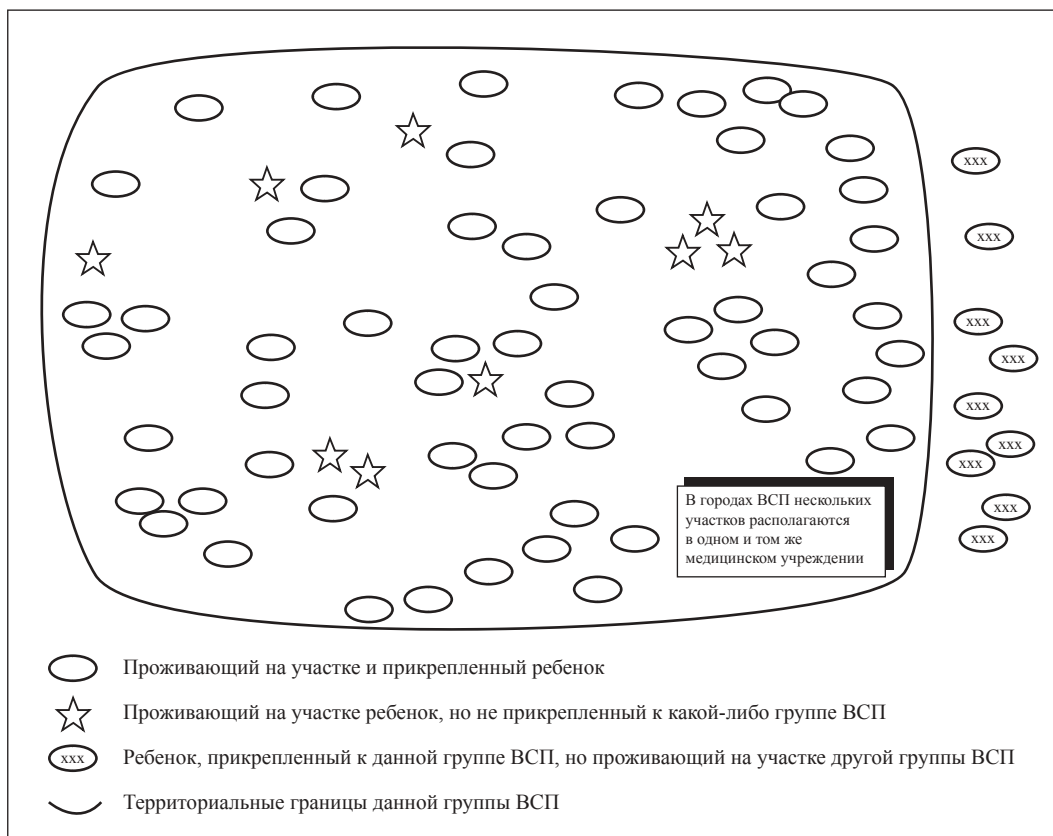 xxx
xxx
xxx
xxx
xxx
xxx
xxx
xxx
xxx
В городах ВСП нескольких
участков располагаются
в одном и том же
медицинском учреждении
Проживающий на участке и прикрепленный ребенок
Проживающий на участке ребенок, но не прикрепленный к какой-либо группе ВСП
xxx
Ребенок, прикрепленный к данной группе ВСП, но проживающий на участке другой группы ВСП
Территориальные границы данной группы ВСП